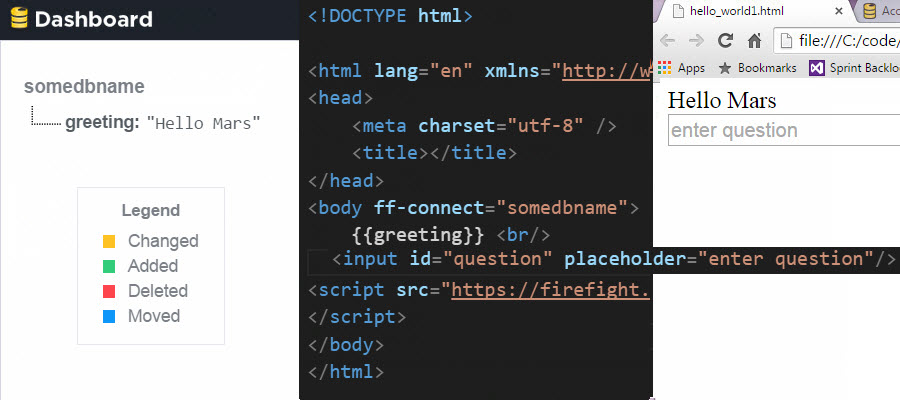 Dashboard
somedbname
greeting: "Hello Mars"
Legend
Changed
Added
Deleted
Moved
<!DOCTYPE html>
<html lang="en" xmlns="http://w
<head>
<meta charset="utf-8" />
<title></title>
</head>
<body ff-connect="somedbname">
{{greeting}} <br/>
<input id="question" placeholder="enter question"/>
<script src="https://firefight.
</script>
</body>
</html>
hello_world1.html
Acc
file:///C:/code/
Apps Bookmarks Sprint Backlo
Hello Mars
enter question